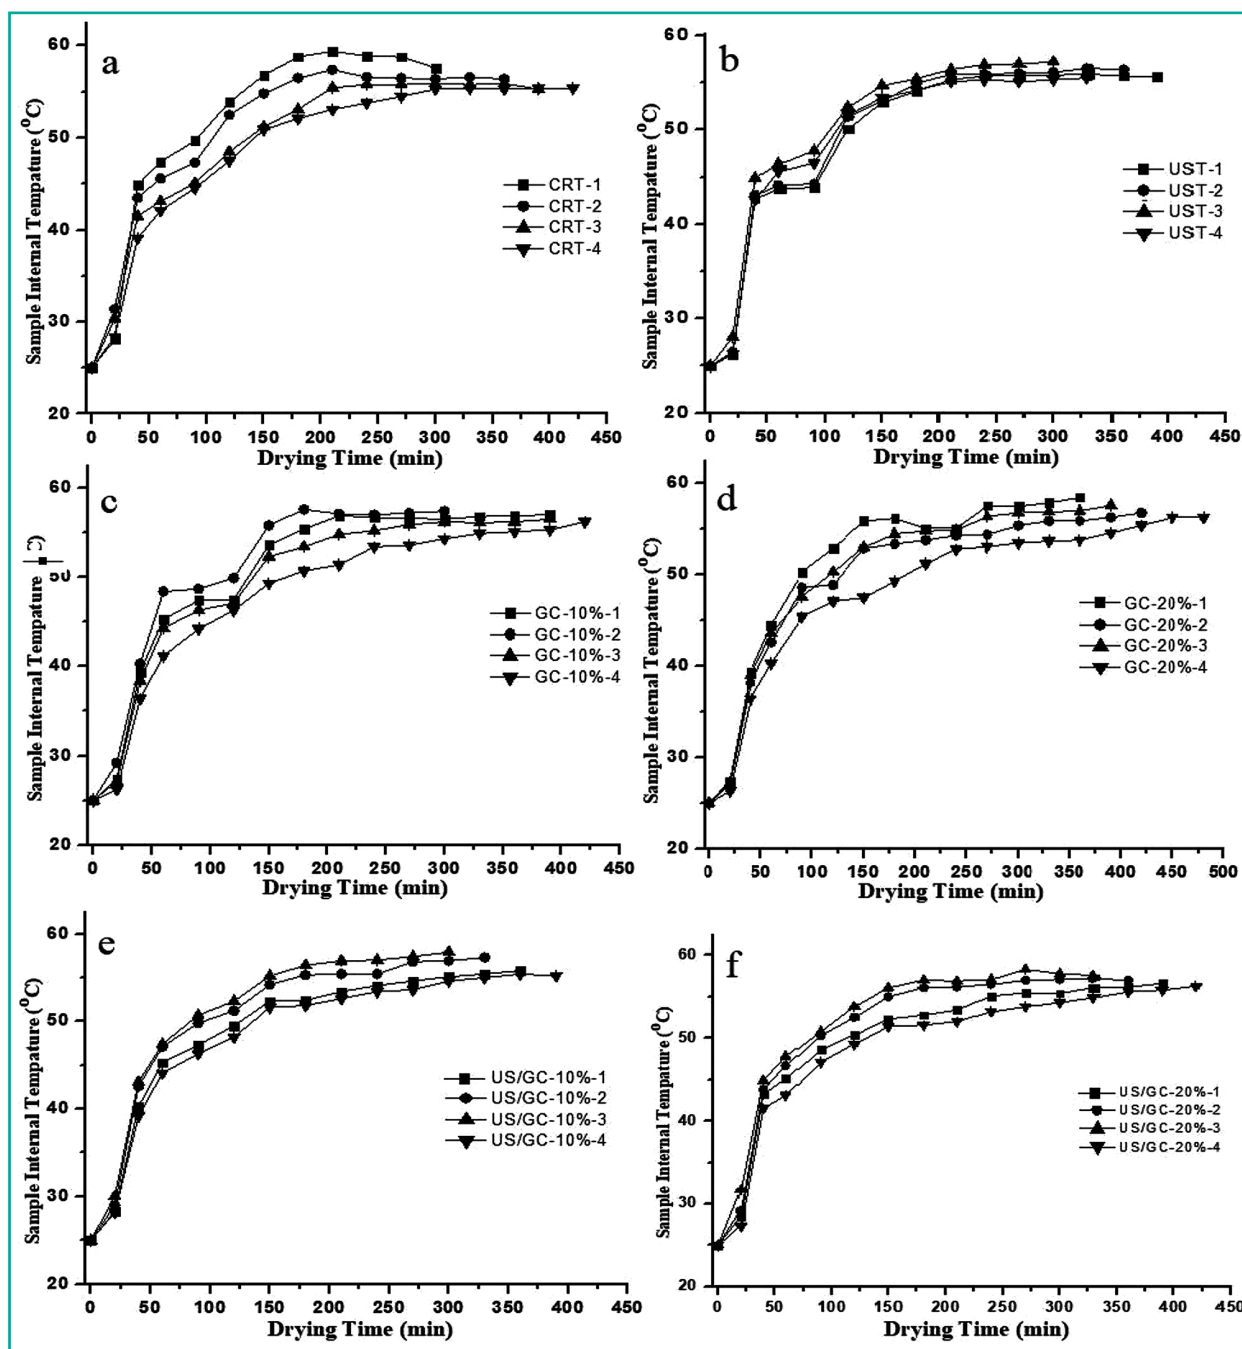 a
Sample Internal Tempature (⁰C)
60
50
40
30
20
CRT-1
CRT-2
CRT-3
CRT-4
0 50 100 150 200 250 300 350 400 450
Drying Time (min)
b
Sample Internal Tempature (⁰C)
60
50
40
30
20
UST-1
UST-2
UST-3
UST-4
0 50 100 150 200 250 300 350 400 450
Drying Time (min)
c
Sample Internal Tempature
60
50
40
30
20
GC-10%-1
GC-10%-2
GC-10%-3
GC-10%-4
0 50 100 150 200 250 300 350 400 450
Drying Time (min)
d
Sample Internal Tempature (⁰C)
60
50
40
30
20
GC-20%-1
GC-20%-2
GC-20%-3
GC-20%-4
0 50 100 150 200 250 300 350 400 450 500
Drying Time (min)
e
Sample Internal Tempature (⁰C)
60
50
40
30
20
US/GC-10%-1
US/GC-10%-2
US/GC-10%-3
US/GC-10%-4
0 50 100 150 200 250 300 350 400 450
Drying Time (min)
f
Sample Internal Tempature (⁰C)
60
50
40
30
20
US/GC-20%-1
US/GC-20%-2
US/GC-20%-3
US/GC-20%-4
0 50 100 150 200 250 300 350 400 450
Drying Time (min)